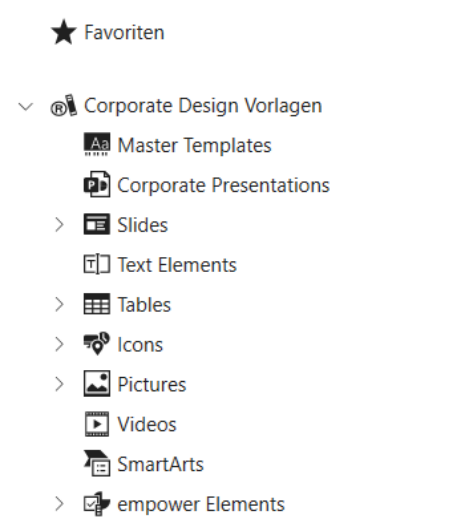 Favoriten
Corporate Design Vorlagen
Master Templates
Corporate Presentations
Slides
Text Elements
Tables
Icons
Pictures
Videos
SmartArts
empower Elements